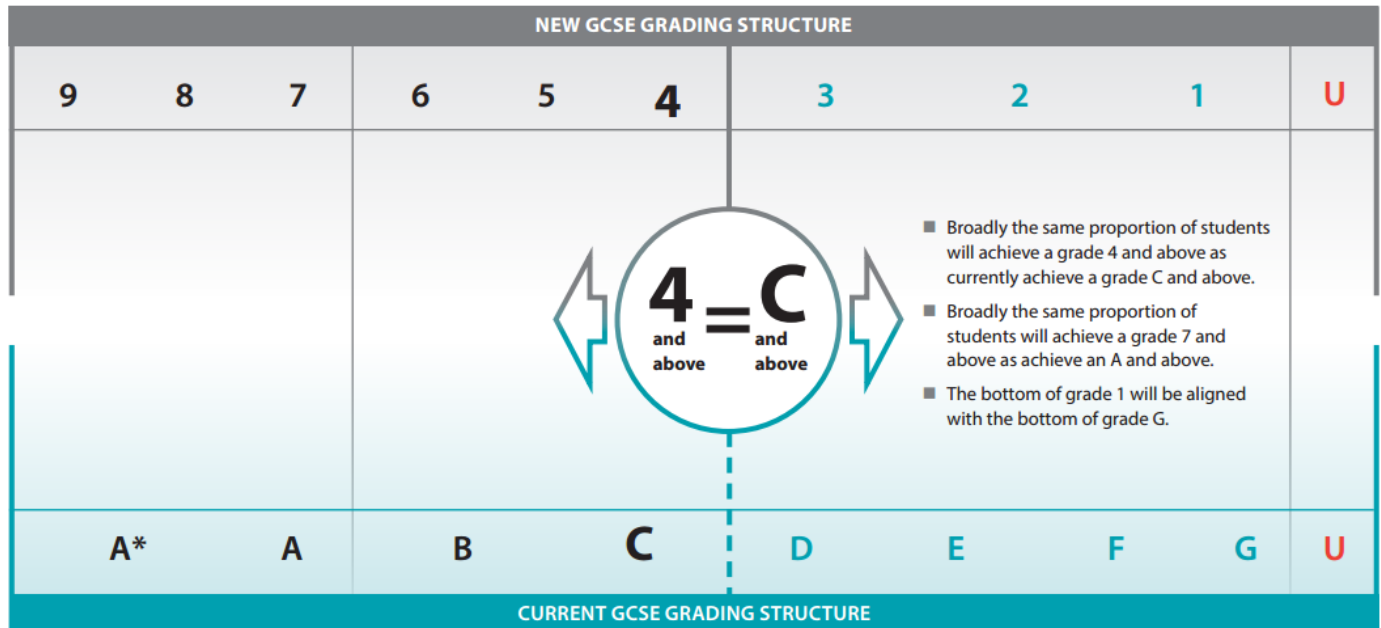 NEW GCSE GRADING STRUCTURE
9 8 7 6 5 4 3 2 1 U
4 and above = C and above
■ Broadly the same proportion of students
will achieve a grade 4 and above as
currently achieve a grade C and above.
■ Broadly the same proportion of
students will achieve a grade 7 and
above as achieve an A and above.
■ The bottom of grade 1 will be aligned
with the bottom of grade G.
A* A B C D E F G U
CURRENT GCSE GRADING STRUCTURE